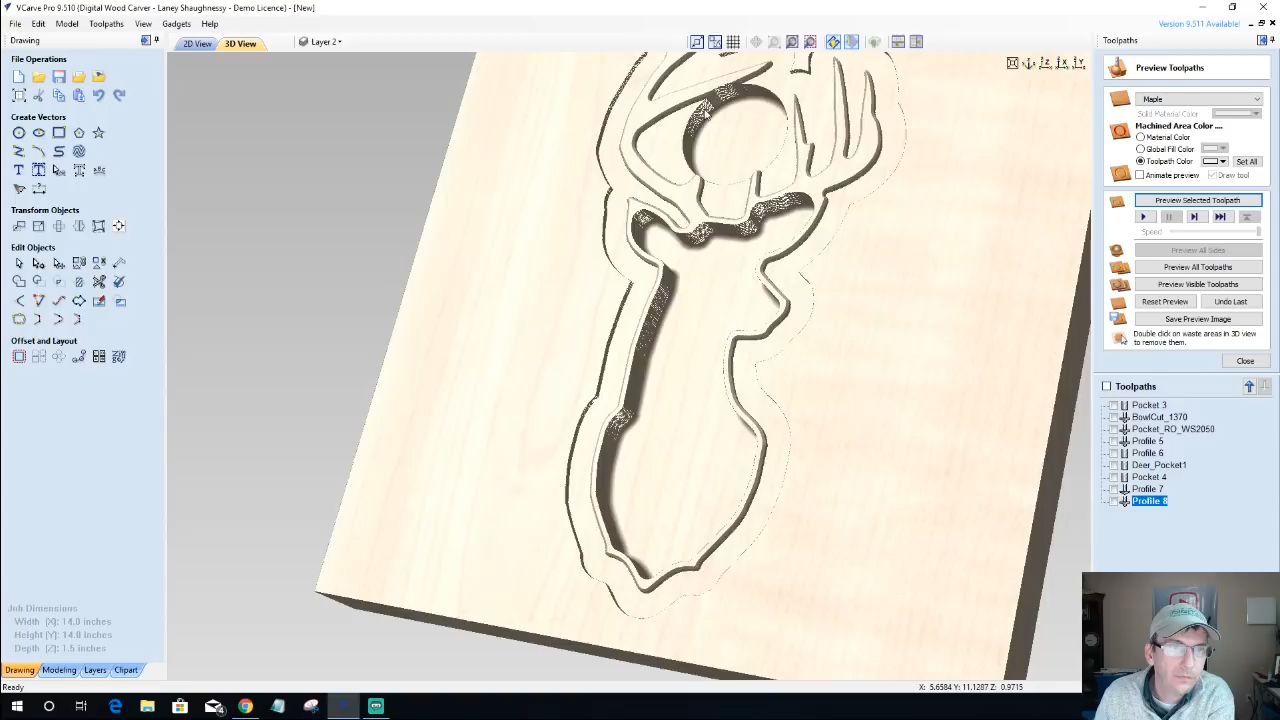 VCarve Pro 9.510 {Digital Wood Carver - Laney Shaughnessy - Demo Licence} - [New]
File Edit Model Toolpaths View Gadgets Help
Version 9.511 Available!
Drawing
2D View 3D View Layer 2
Toolpaths
File Operations
Create Vectors
Transform Objects
Edit Objects
Offset and Layout
Job Dimensions
Width (X): 14.0 inches
Height (Y): 14.0 inches
Depth (Z): 1.5 inches
Drawing Modeling Layers Clipart
Ready
X: 5.6584 Y: 11.1287 Z: 0.9715
Preview Toolpaths
Maple
Solid Material Color
Machined Area Color ....
Material Color
Global Fill Color
Toolpath Color Set All
Animate preview Draw tool
Preview Selected Toolpath
Speed
Preview All Sides
Preview All Toolpaths
Preview Visible Toolpaths
Reset Preview Undo Last
Save Preview Image
Double click on waste areas in 3D view
to remove them.
Close
Toolpaths
Pocket 3
BowlCut_1370
Pocket_RO_WS2050
Profile 5
Profile 6
Deer_Pocket1
Pocket 4
Profile 7
Profile 8